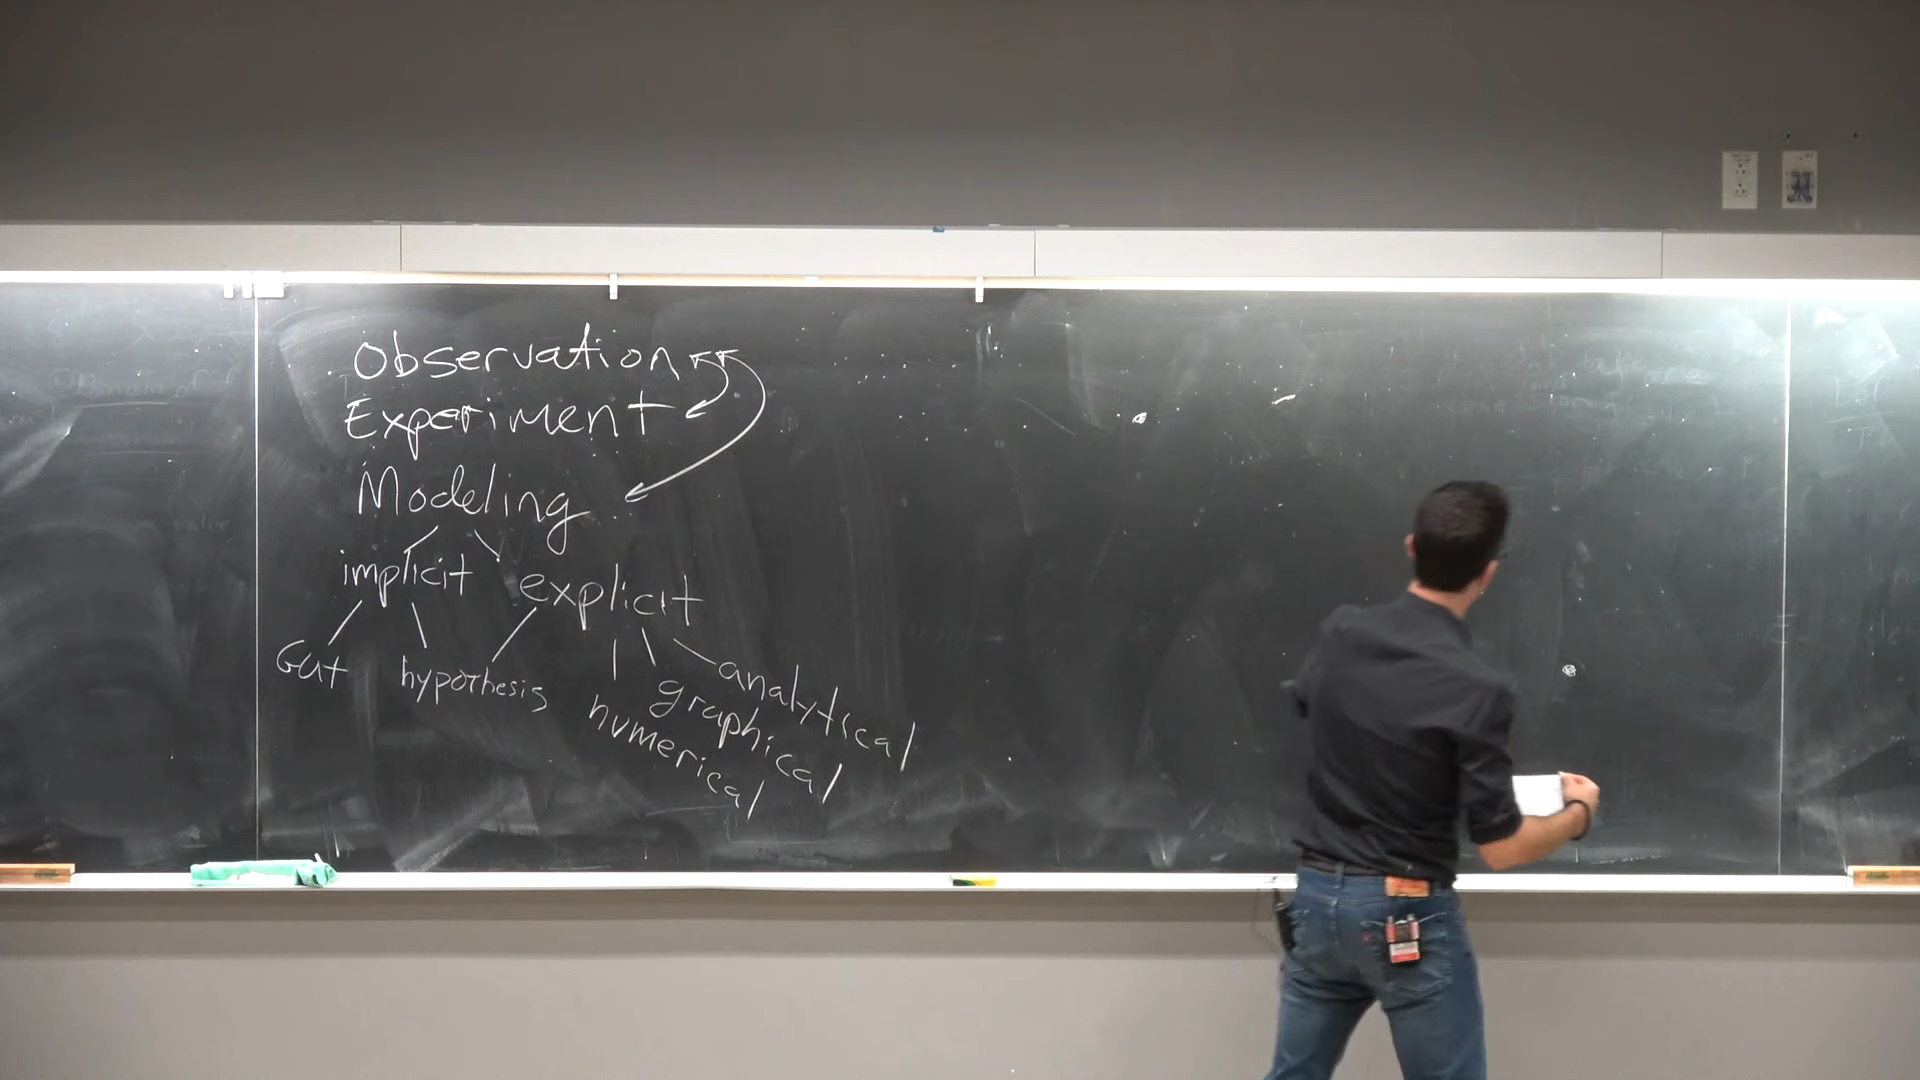 Observation
Experiment
Modeling
implicit explicit
Gut hypothesis numerical graphical analytical